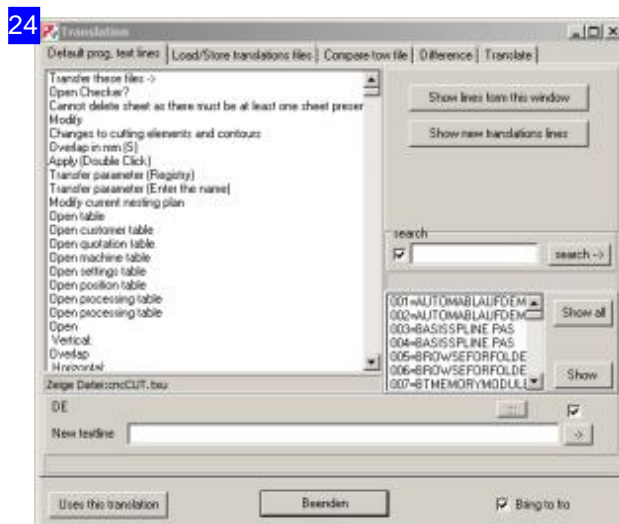 24
Translation
Default prog. text lines
Load/Store translations files
Compare tow file
Difference
Translate
Transfer these files ->
Open Checker?
Cannot delete sheet as there must be at least one sheet preser
Modify
Changes to cutting elements and contours
Overlap in mm (S)
Apply (Double Click)
Transfer parameter (Registry)
Transfer parameter (Enter the name)
Modify current nesting plan
Open table
Open customer table
Open quotation table
Open machine table
Open settings table
Open position table
Open processing table
Open processing table
Open
Vertical
Overlap
Horizontal
Zeige Datei:cncCUT.txu
Show lines form this window
Show new translations lines
search
search ->
001=AUTOMABLAUFDEM
002=AUTOMABLAUFDEM
003=BASISSPLINE.PAS
004=BASISSPLINE.PAS
005=BROWSEFORFOLDE
006=BROWSEFORFOLDE
007=BTMEMORYMODULE
Show all
Show
DE
New textline
->
Uses this translation
Beenden
Bring to fro